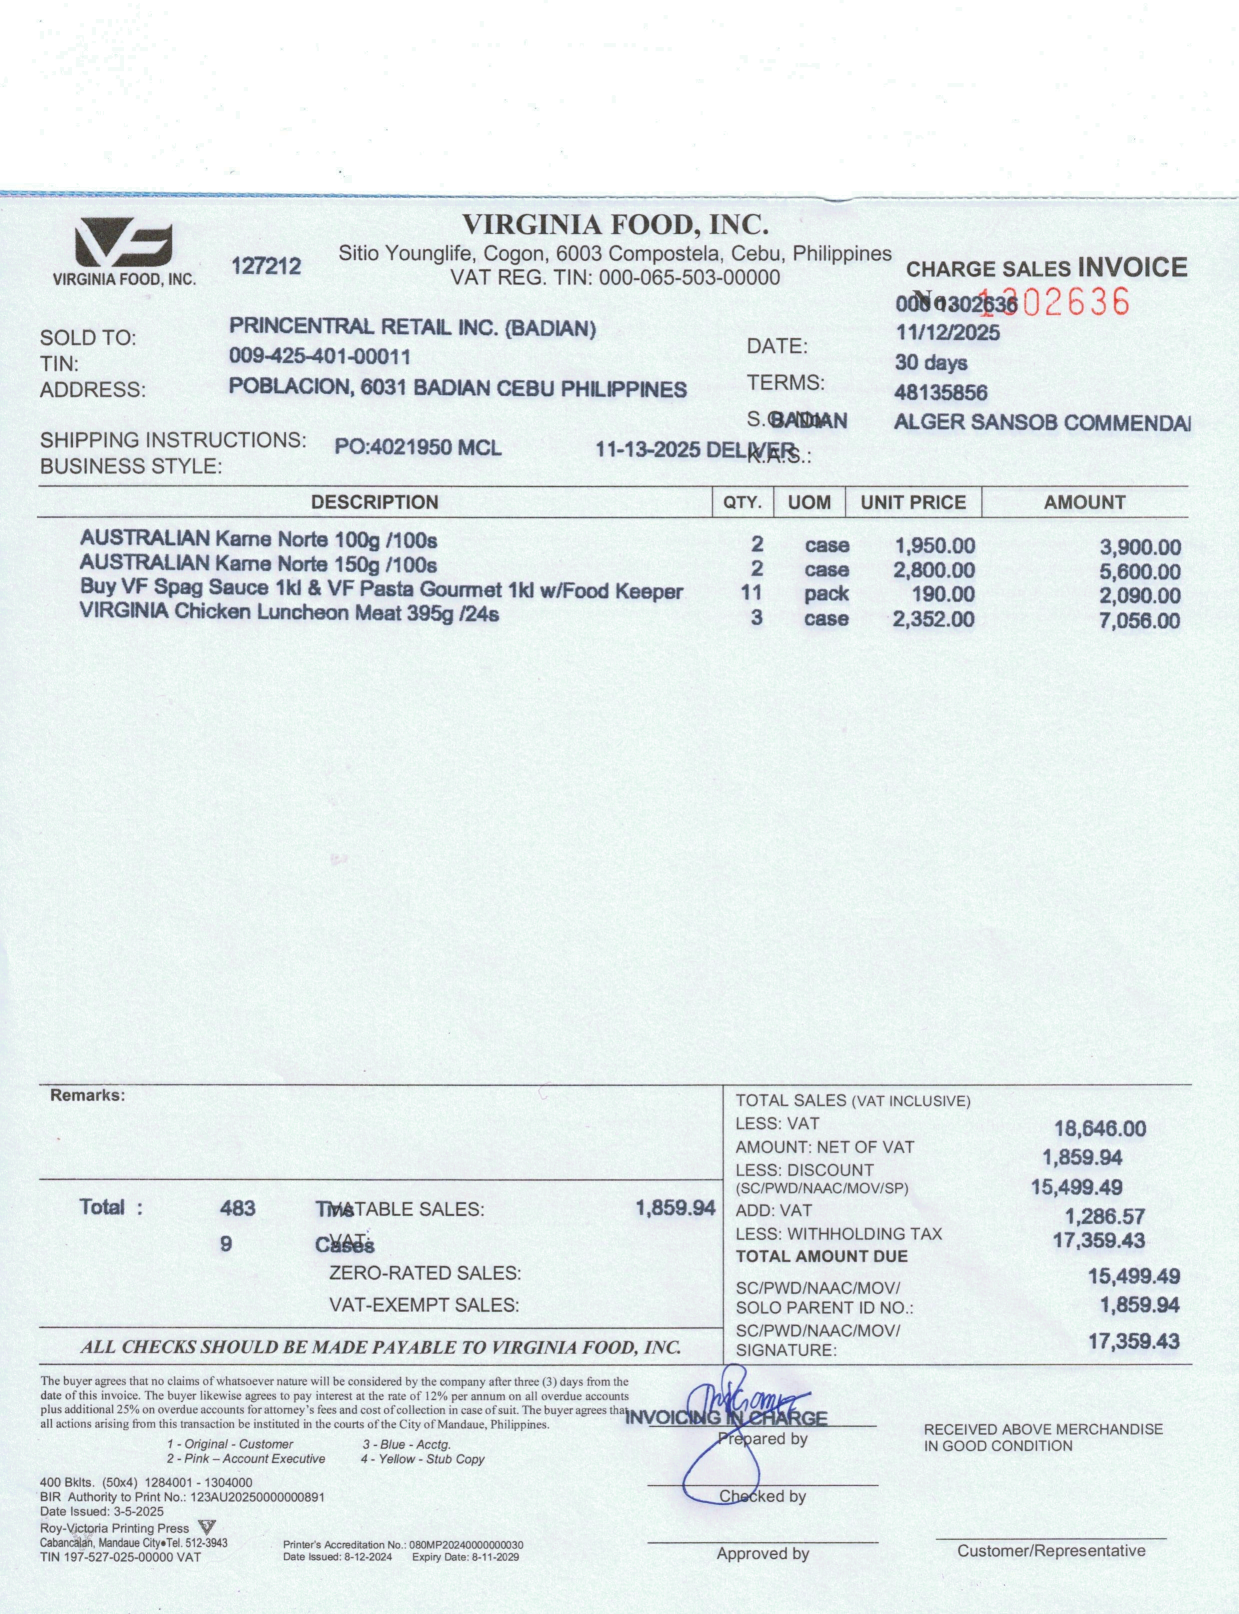 VIRGINIA FOOD, INC.
Sitio Younglife, Cogon, 6003 Compostela, Cebu, Philippines
VAT REG. TIN: 000-065-503-00000
VIRGINIA FOOD, INC.
127212
CHARGE SALES INVOICE
No. 1302636
000 1302636
SOLD TO: PRINCENTRAL RETAIL INC. (BADIAN)
TIN: 009-425-401-00011
ADDRESS: POBLACION, 6031 BADIAN CEBU PHILIPPINES
DATE: 11/12/2025
TERMS: 30 days
48135856
BADIAN ALGER SANSOB COMMENDA
K.A.S.:
SHIPPING INSTRUCTIONS: PO:4021950 MCL 11-13-2025 DELIVER
BUSINESS STYLE:
DESCRIPTION QTY. UOM UNIT PRICE AMOUNT
AUSTRALIAN Karne Norte 100g /100s 2 case 1,950.00 3,900.00
AUSTRALIAN Karne Norte 150g /100s 2 case 2,800.00 5,600.00
Buy VF Spag Sauce 1kl & VF Pasta Gourmet 1kl w/Food Keeper 11 pack 190.00 2,090.00
VIRGINIA Chicken Luncheon Meat 395g /24s 3 case 2,352.00 7,056.00
Remarks:
Total : 483 Tins
9 Cases
VATABLE SALES: 1,859.94
VAT:
ZERO-RATED SALES:
VAT-EXEMPT SALES:
ALL CHECKS SHOULD BE MADE PAYABLE TO VIRGINIA FOOD, INC.
TOTAL SALES (VAT INCLUSIVE)
LESS: VAT 18,646.00
AMOUNT: NET OF VAT 1,859.94
LESS: DISCOUNT
(SC/PWD/NAAC/MOV/SP) 15,499.49
ADD: VAT 1,286.57
LESS: WITHHOLDING TAX 17,359.43
TOTAL AMOUNT DUE
15,499.49
SC/PWD/NAAC/MOV/
SOLO PARENT ID NO.: 1,859.94
SC/PWD/NAAC/MOV/
SIGNATURE: 17,359.43
The buyer agrees that no claims of whatsoever nature will be considered by the company after three (3) days from the
date of this invoice. The buyer likewise agrees to pay interest at the rate of 12% per annum on all overdue accounts
plus additional 25% on overdue accounts for attorney's fees and cost of collection in case of suit. The buyer agrees that
all actions arising from this transaction be instituted in the courts of the City of Mandaue, Philippines.
1 - Original - Customer 3 - Blue - Acctg.
2 - Pink – Account Executive 4 - Yellow - Stub Copy
400 Bklts. (50x4) 1284001 - 1304000
BIR Authority to Print No.: 123AU20250000000891
Date Issued: 3-5-2025
Roy-Victoria Printing Press
Cabancalan, Mandaue City•Tel. 512-3943
TIN 197-527-025-00000 VAT
Printer's Accreditation No.: 080MP20240000000030
Date Issued: 8-12-2024 Expiry Date: 8-11-2029
INVOICING IN CHARGE
Prepared by
Checked by
Approved by
RECEIVED ABOVE MERCHANDISE
IN GOOD CONDITION
Customer/Representative